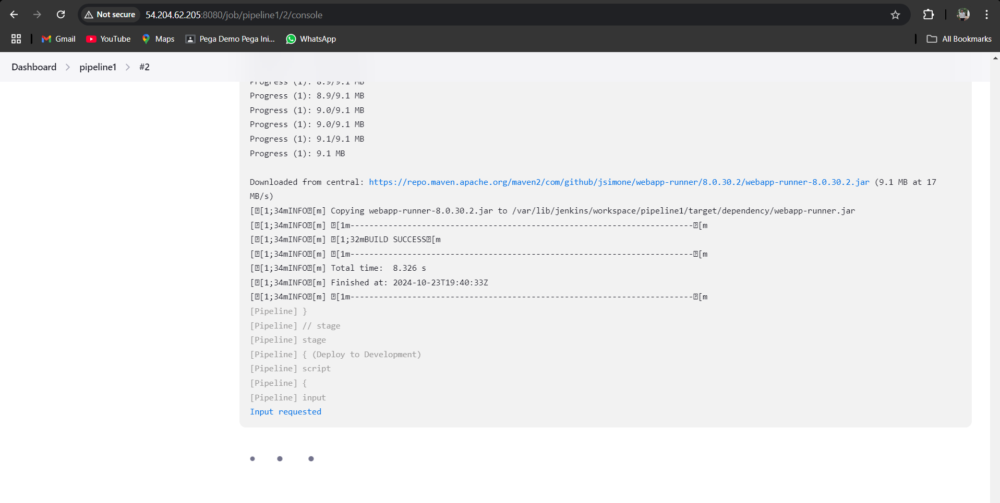 Not secure 54.204.62.205:8080/job/pipeline1/2/console
Gmail YouTube Maps Pega Demo Pega Ini... WhatsApp All Bookmarks
Dashboard pipeline1 #2
Progress (1): 8.9/9.1 MB
Progress (1): 8.9/9.1 MB
Progress (1): 9.0/9.1 MB
Progress (1): 9.0/9.1 MB
Progress (1): 9.1/9.1 MB
Progress (1): 9.1 MB
Downloaded from central: https://repo.maven.apache.org/maven2/com/github/jsimone/webapp-runner/8.0.30.2/webapp-runner-8.0.30.2.jar (9.1 MB at 17
MB/s)
[[1;34mINFO[m] Copying webapp-runner-8.0.30.2.jar to /var/lib/jenkins/workspace/pipeline1/target/dependency/webapp-runner.jar
[[1;34mINFO[m] [1m------------------------------------------------------------------------[m
[[1;34mINFO[m] [1;32mBUILD SUCCESS[m
[[1;34mINFO[m] [1m------------------------------------------------------------------------[m
[[1;34mINFO[m] Total time:  8.326 s
[[1;34mINFO[m] Finished at: 2024-10-23T19:40:33Z
[[1;34mINFO[m] [1m------------------------------------------------------------------------[m
[Pipeline] }
[Pipeline] // stage
[Pipeline] stage
[Pipeline] { (Deploy to Development)
[Pipeline] script
[Pipeline] {
[Pipeline] input
Input requested